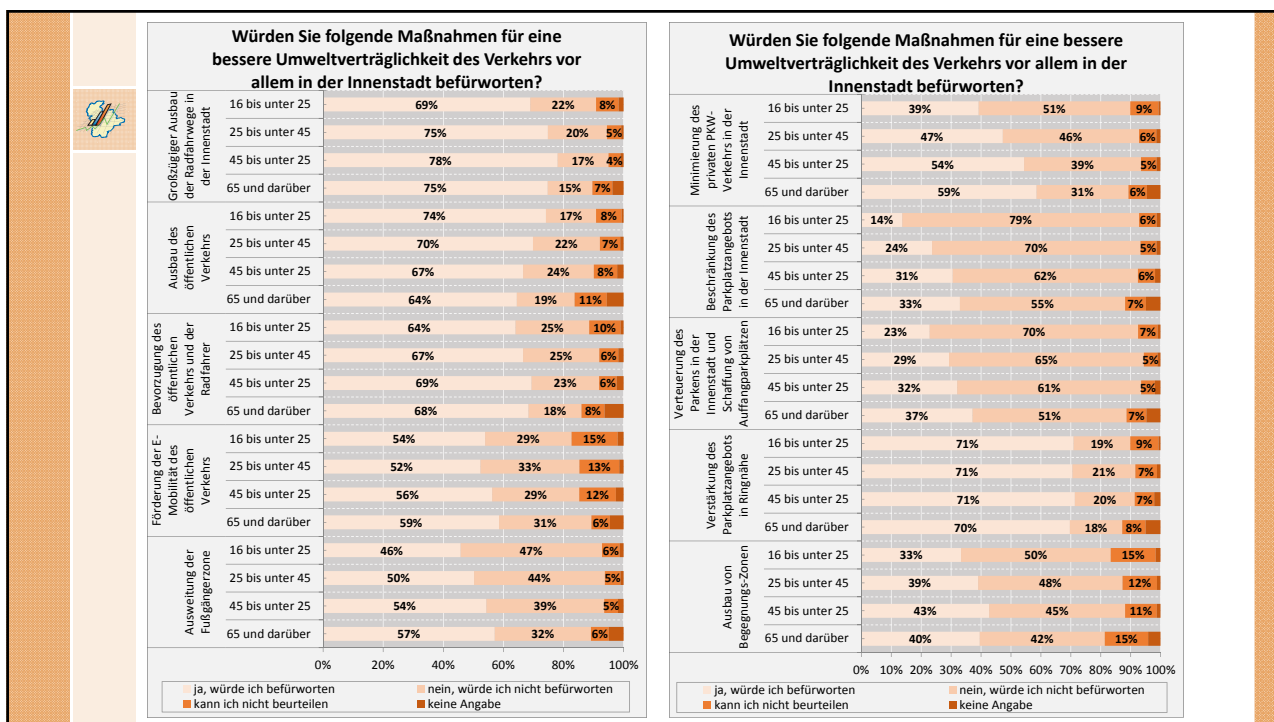 Würden Sie folgende Maßnahmen für eine
bessere Umweltverträglichkeit des Verkehrs vor
allem in der Innenstadt befürworten?
Großzügiger Ausbau
der Radfahrwege in
der Innenstadt
16 bis unter 25 69% 22% 8%
25 bis unter 45 75% 20% 5%
45 bis unter 25 78% 17% 4%
65 und darüber 75% 15% 7%
Ausbau des
öffentlichen
Verkehrs
16 bis unter 25 74% 17% 8%
25 bis unter 45 70% 22% 7%
45 bis unter 25 67% 24% 8%
65 und darüber 64% 19% 11%
Bevorzugung des
öffentlichen
Verkehrs und der
Radfahrer
16 bis unter 25 64% 25% 10%
25 bis unter 45 67% 25% 6%
45 bis unter 25 69% 23% 6%
65 und darüber 68% 18% 8%
Förderung der E-
Mobilität des
öffentlichen
Verkehrs
16 bis unter 25 54% 29% 15%
25 bis unter 45 52% 33% 13%
45 bis unter 25 56% 29% 12%
65 und darüber 59% 31% 6%
Ausweitung der
Fußgängerzone
16 bis unter 25 46% 47% 6%
25 bis unter 45 50% 44% 5%
45 bis unter 25 54% 39% 5%
65 und darüber 57% 32% 6%
0% 20% 40% 60% 80% 100%
ja, würde ich befürworten nein, würde ich nicht befürworten
kann ich nicht beurteilen keine Angabe
Würden Sie folgende Maßnahmen für eine bessere
Umweltverträglichkeit des Verkehrs vor allem in der
Innenstadt befürworten?
Minimierung des
privaten PKW-
Verkehrs in der
Innenstadt
16 bis unter 25 39% 51% 9%
25 bis unter 45 47% 46% 6%
45 bis unter 25 54% 39% 5%
65 und darüber 59% 31% 6%
Beschränkung des
Parkplatzangebots
in der Innenstadt
16 bis unter 25 14% 79% 6%
25 bis unter 45 24% 70% 5%
45 bis unter 25 31% 62% 6%
65 und darüber 33% 55% 7%
Verteuerung des
Parkens in der
Innenstadt und
Schaffung von
Auffangparkplätzen
16 bis unter 25 23% 70% 7%
25 bis unter 45 29% 65% 5%
45 bis unter 25 32% 61% 5%
65 und darüber 37% 51% 7%
Verstärkung des
Parkplatzangebots
in Ringnähe
16 bis unter 25 71% 19% 9%
25 bis unter 45 71% 21% 7%
45 bis unter 25 71% 20% 7%
65 und darüber 70% 18% 8%
Ausbau von
Begegnungs-Zonen
16 bis unter 25 33% 50% 15%
25 bis unter 45 39% 48% 12%
45 bis unter 25 43% 45% 11%
65 und darüber 40% 42% 15%
0% 10% 20% 30% 40% 50% 60% 70% 80% 90% 100%
ja, würde ich befürworten nein, würde ich nicht befürworten
kann ich nicht beurteilen keine Angabe